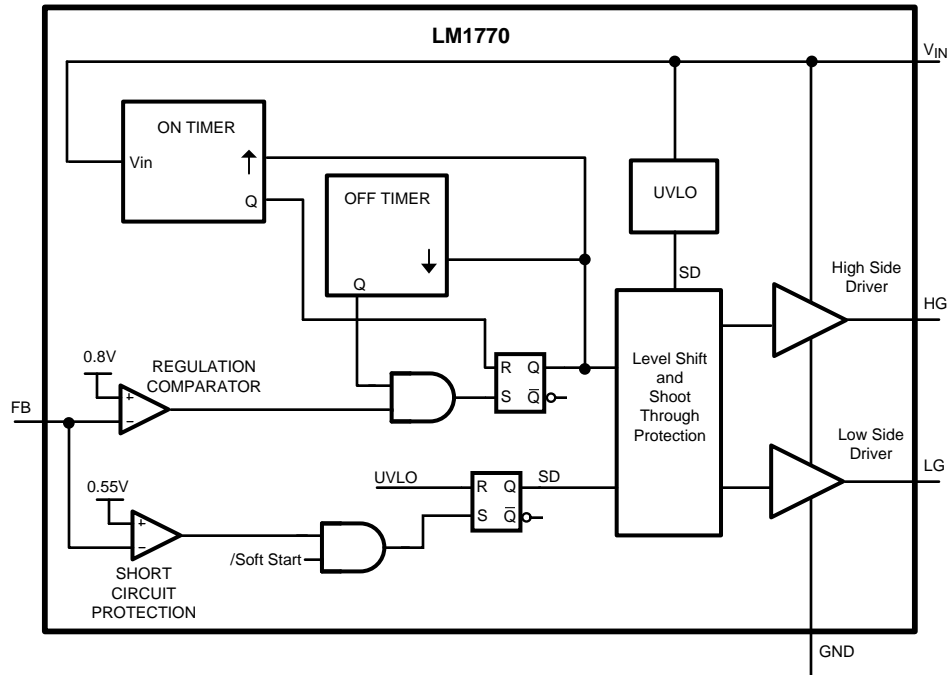 LM1770
VIN
ON TIMER
Vin
Q
OFF TIMER
Q
UVLO
SD
High Side
Driver
HG
0.8V
REGULATION
COMPARATOR
+
−
FB
R Q
S Q̅
Level Shift
and
Shoot
Through
Protection
Low Side
Driver
LG
0.55V
+
−
UVLO
R Q
S Q̅
SD
/Soft Start
SHORT
CIRCUIT
PROTECTION
GND